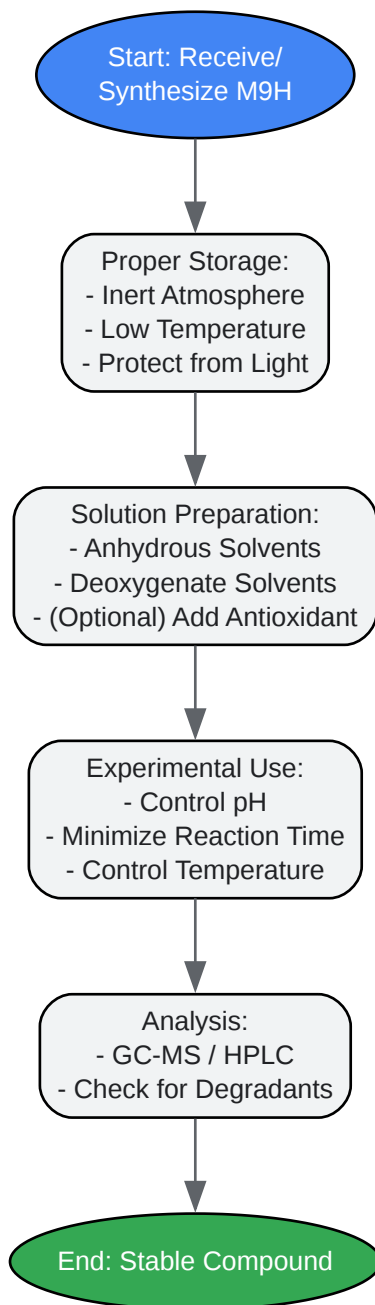 Start: Receive/
Synthesize M9H
Proper Storage:
- Inert Atmosphere
- Low Temperature
- Protect from Light
Solution Preparation:
- Anhydrous Solvents
- Deoxygenate Solvents
- (Optional) Add Antioxidant
Experimental Use:
- Control pH
- Minimize Reaction Time
- Control Temperature
Analysis:
- GC-MS / HPLC
- Check for Degradants
End: Stable Compound